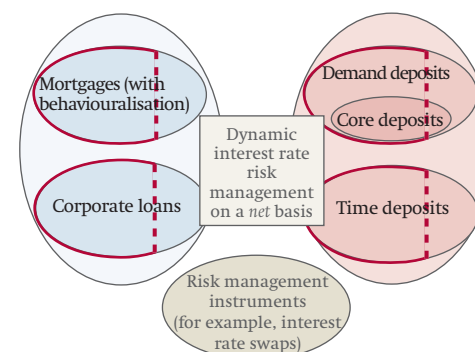 Mortgages (with
behaviouralisation)
Demand deposits
Core deposits
Dynamic
interest rate
risk
management
on a net basis
Corporate loans
Time deposits
Risk management
instruments
(for example, interest
rate swaps)